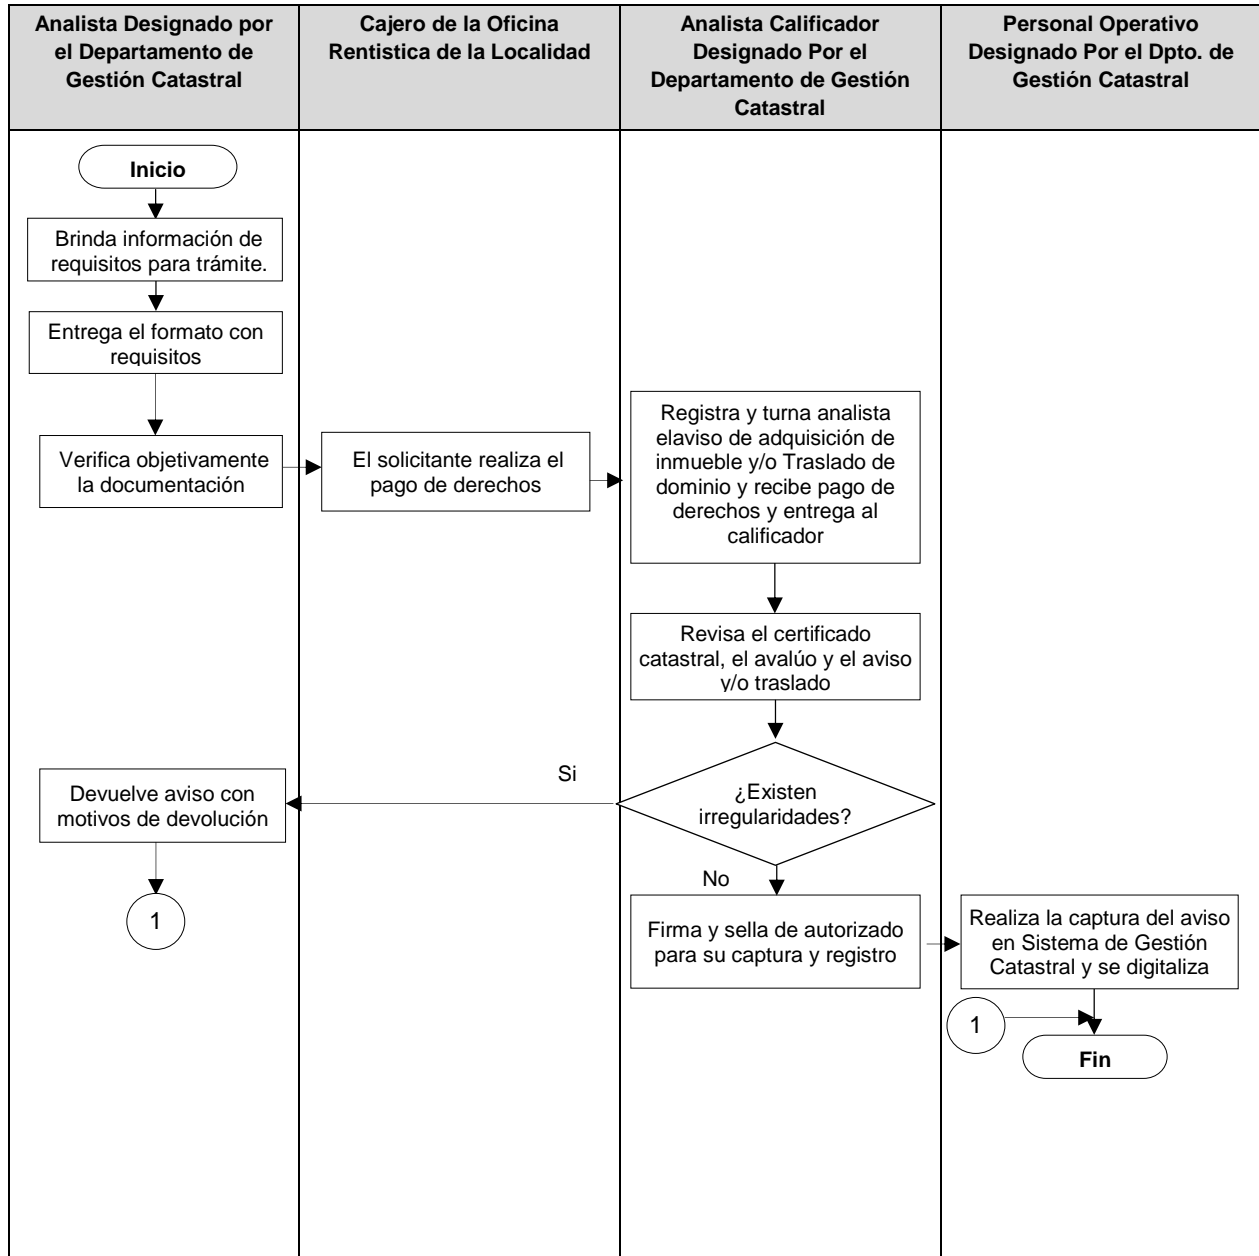 Analista Designado por
el Departamento de
Gestión Catastral
Cajero de la Oficina
Rentistica de la Localidad
Analista Calificador
Designado Por el
Departamento de Gestión
Catastral
Personal Operativo
Designado Por el Dpto. de
Gestión Catastral
Inicio
Brinda información de
requisitos para trámite.
Entrega el formato con
requisitos
Verifica objetivamente
la documentación
El solicitante realiza el
pago de derechos
Registra y turna analista
elaviso de adquisición de
inmueble y/o Traslado de
dominio y recibe pago de
derechos y entrega al
calificador
Revisa el certificado
catastral, el avalúo y el aviso
y/o traslado
¿Existen
irregularidades?
Si
Devuelve aviso con
motivos de devolución
1
No
Firma y sella de autorizado
para su captura y registro
Realiza la captura del aviso
en Sistema de Gestión
Catastral y se digitaliza
1
Fin